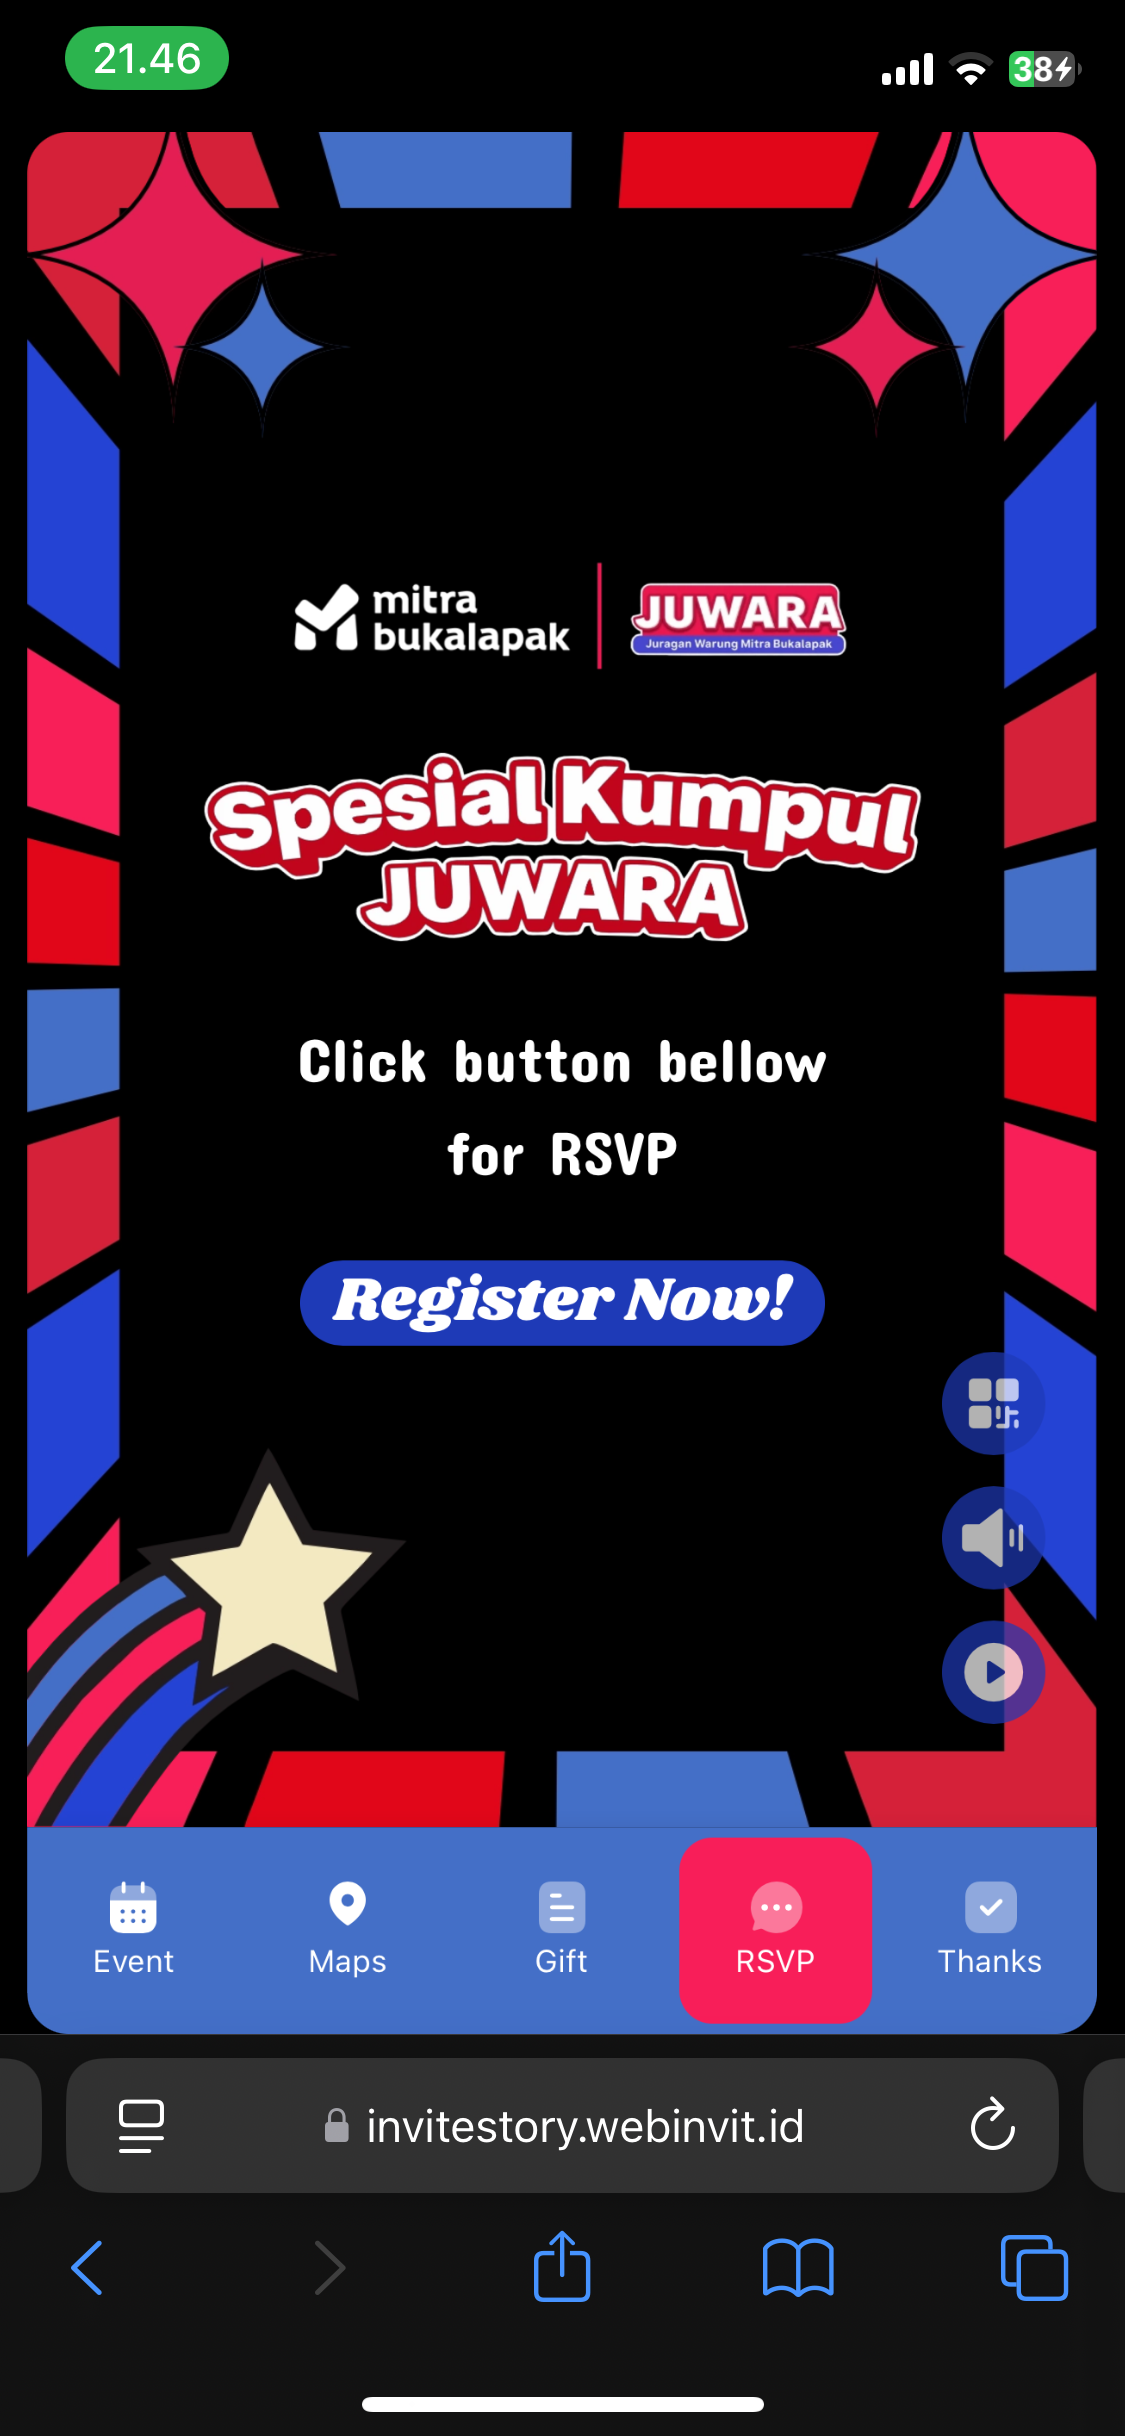 21.46
38
mitra
bukalapak
JUWARA
Juragan Warung Mitra Bukalapak
Spesial Kumpul
JUWARA
Click button bellow
for RSVP
Register Now!
Event
Maps
Gift
RSVP
Thanks
invitestory.webinvit.id